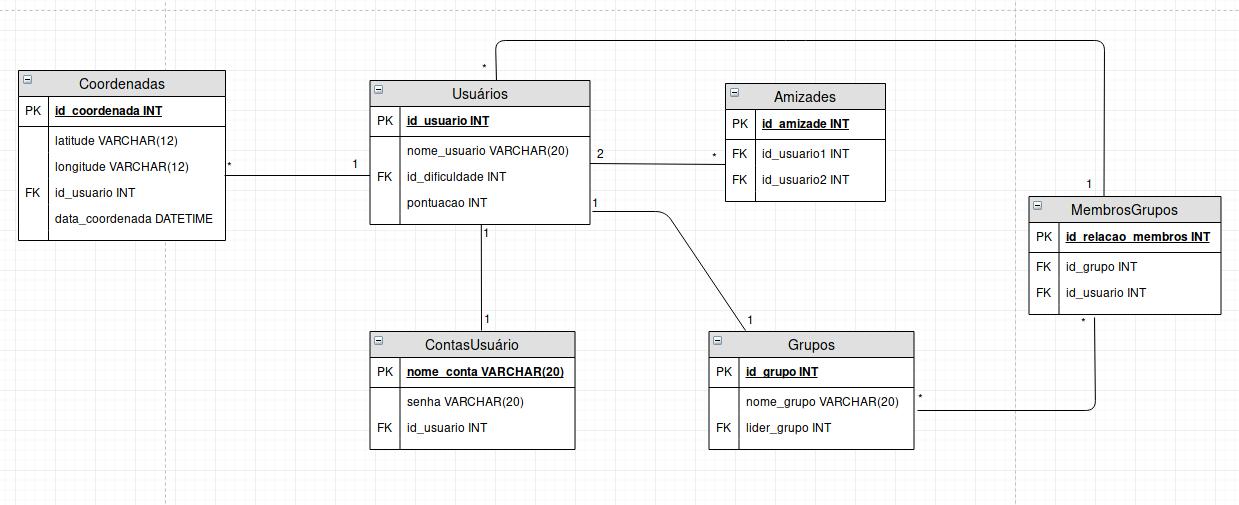 Coordenadas
PK id_coordenada INT
latitude VARCHAR(12)
longitude VARCHAR(12)
FK id_usuario INT
data_coordenada DATETIME
* 1
*
Usuários
PK id_usuario INT
nome_usuario VARCHAR(20)
FK id_dificuldade INT
pontuacao INT
2 *
1
1
Amizades
PK id_amizade INT
FK id_usuario1 INT
FK id_usuario2 INT
1
MembrosGrupos
PK id_relacao_membros INT
FK id_grupo INT
FK id_usuario INT
*
1
ContasUsuário
PK nome_conta VARCHAR(20)
senha VARCHAR(20)
FK id_usuario INT
1
Grupos
PK id_grupo INT
nome_grupo VARCHAR(20)
FK lider_grupo INT
*